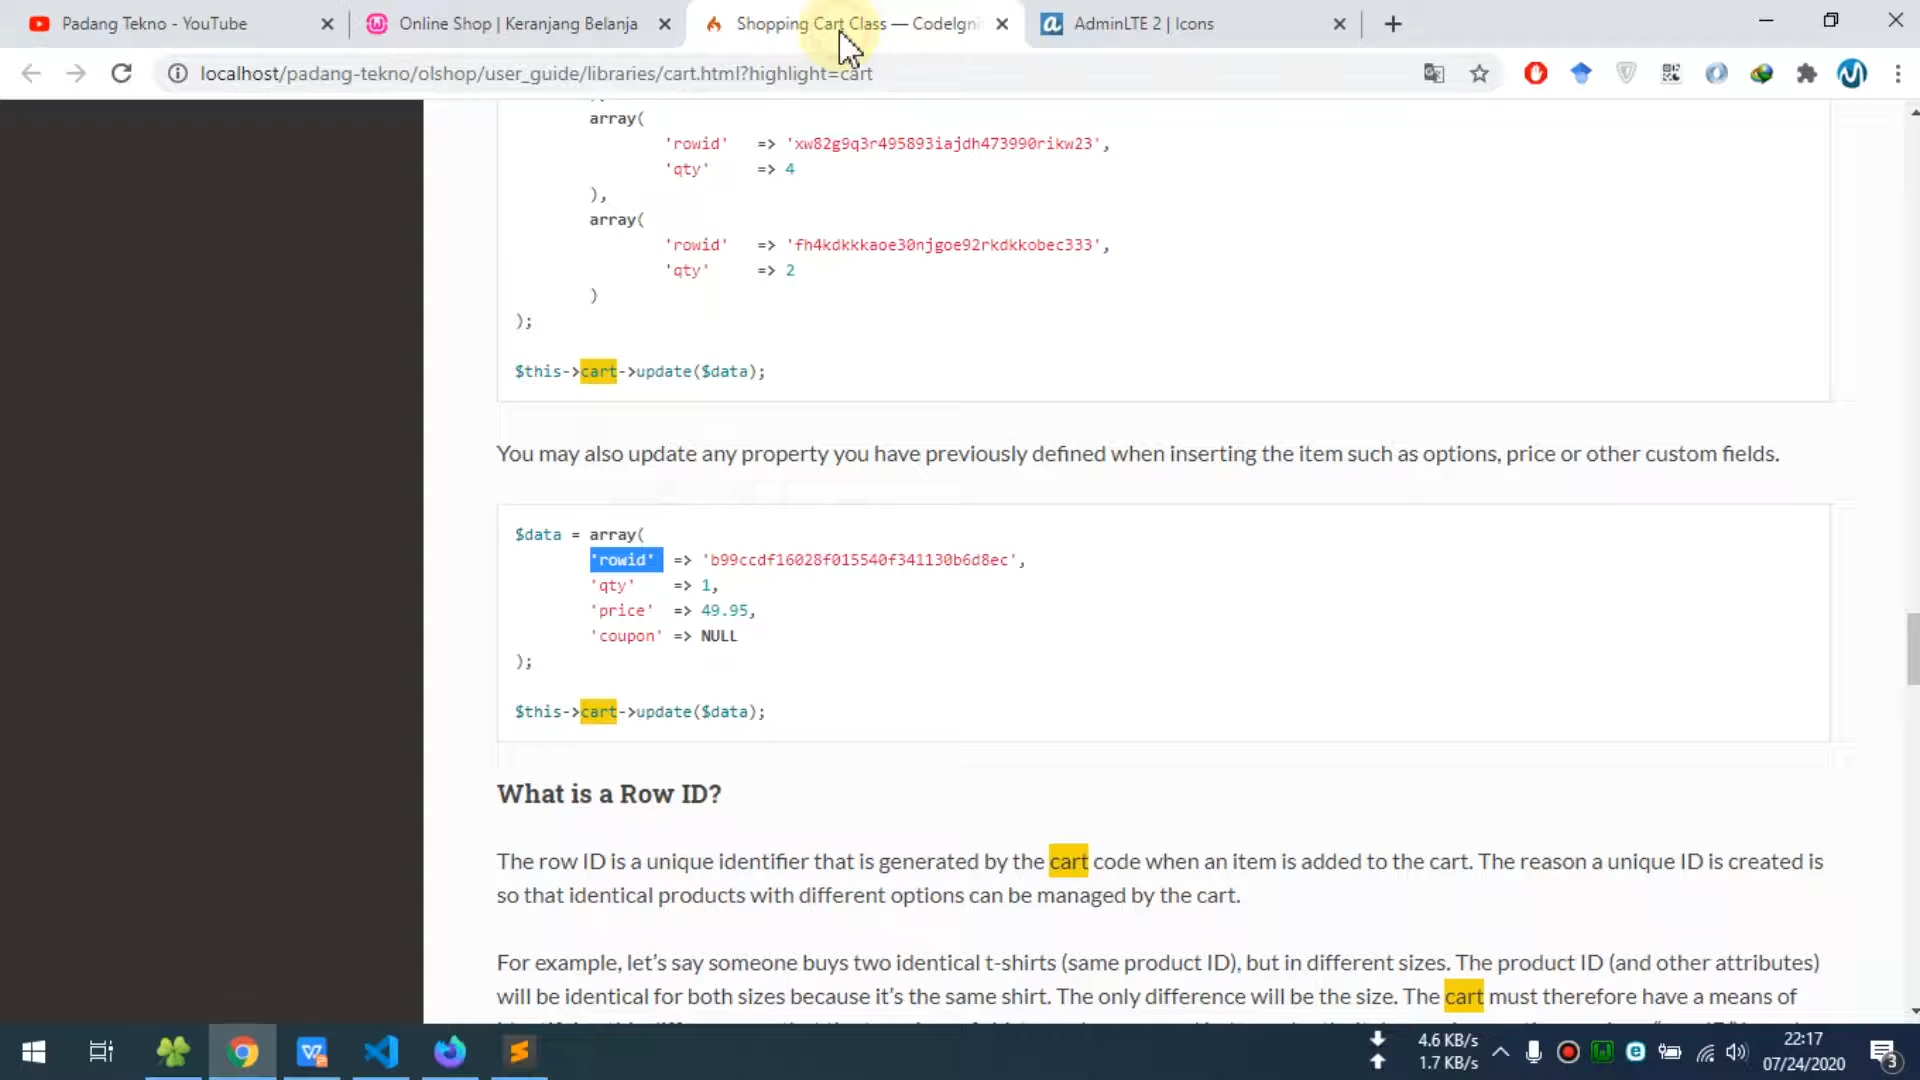 Padang Tekno - YouTube
Online Shop | Keranjang Belanja
Shopping Cart Class — CodeIgni
AdminLTE 2 | Icons
localhost/padang-tekno/olshop/user_guide/libraries/cart.html?highlight=cart
array(
'rowid' => 'xw82g9q3r495893iajdh473990rikw23',
'qty' => 4
),
array(
'rowid' => 'fh4kdkkkaoe30njgoe92rkdkkobec333',
'qty' => 2
)
);
$this->cart->update($data);
You may also update any property you have previously defined when inserting the item such as options, price or other custom fields.
$data = array(
'rowid' => 'b99ccdf16028f015540f341130b6d8ec',
'qty' => 1,
'price' => 49.95,
'coupon' => NULL
);
$this->cart->update($data);
What is a Row ID?
The row ID is a unique identifier that is generated by the cart code when an item is added to the cart. The reason a unique ID is created is
so that identical products with different options can be managed by the cart.
For example, let's say someone buys two identical t-shirts (same product ID), but in different sizes. The product ID (and other attributes)
will be identical for both sizes because it's the same shirt. The only difference will be the size. The cart must therefore have a means of
4.6 KB/s
1.7 KB/s
22:17
07/24/2020
3